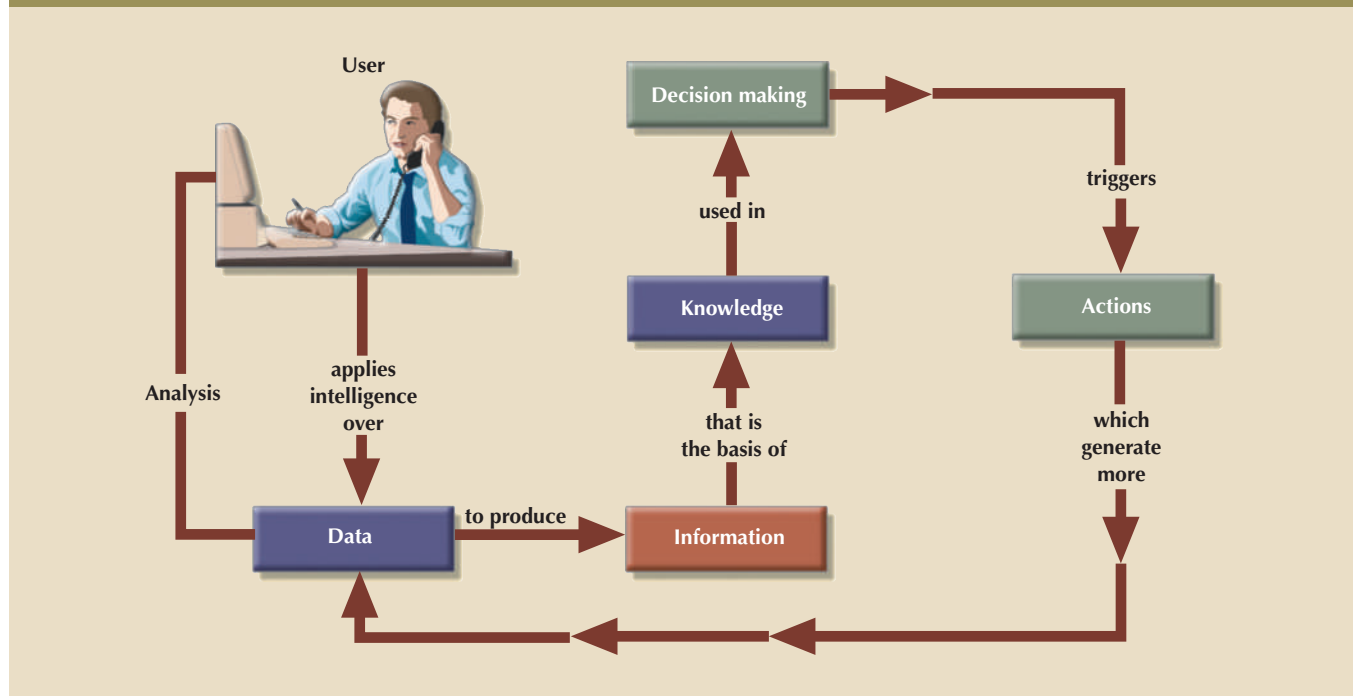 User
Analysis
applies
intelligence
over
Data
to produce
Information
that is
the basis of
Knowledge
used in
Decision making
triggers
Actions
which
generate
more